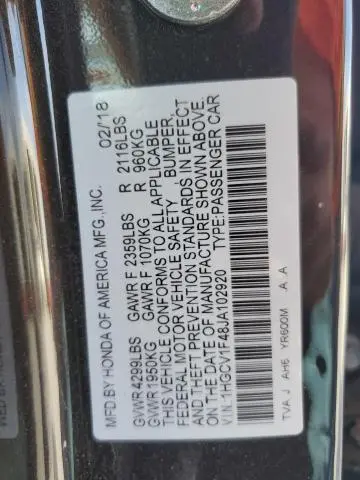 MFD.BY HONDA OF AMERICA MFG.,INC. 02/18
GVWR 4299LBS GAWR F 2359LBS R 2116LBS
GVWR 1950KG GAWR F 1070KG R 960KG
THIS VEHICLE CONFORMS TO ALL APPLICABLE
FEDERAL MOTOR VEHICLE SAFETY , BUMPER,
AND THEFT PREVENTION STANDARDS IN EFFECT
ON THE DATE OF MANUFACTURE SHOWN ABOVE.
V.I.N.:1HGCV1F48JA102920 TYPE:PASSENGER CAR
TVA J AH6 YR600M A A